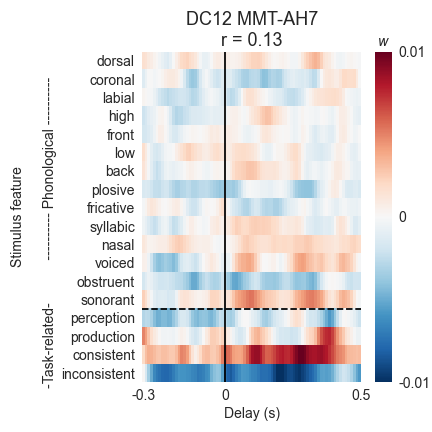 DC12 MMT-AH7
r = 0.13
w
Stimulus feature
---------- Phonological ----------
-Task-related-
dorsal
coronal
labial
high
front
low
back
plosive
fricative
syllabic
nasal
voiced
obstruent
sonorant
perception
production
consistent
inconsistent
0.01
0
-0.01
-0.3 0 0.5
Delay (s)